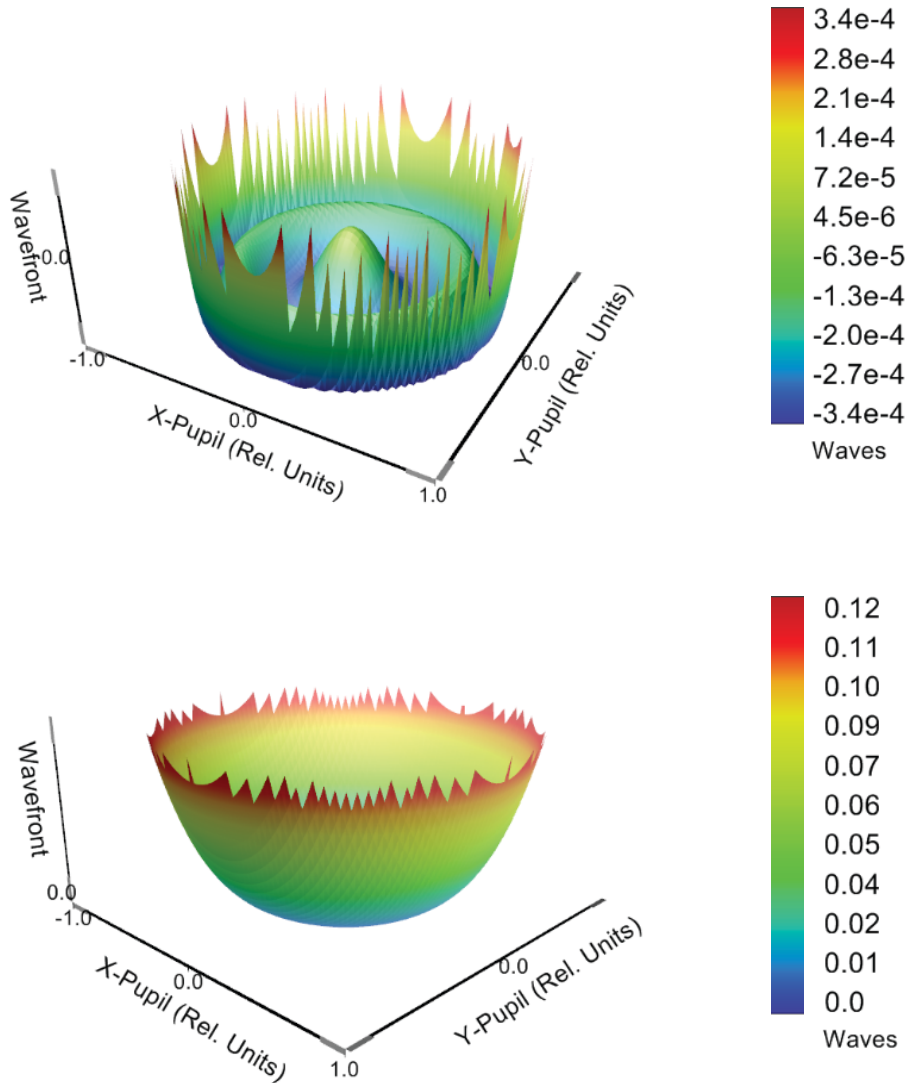 3.4e-4
2.8e-4
2.1e-4
1.4e-4
7.2e-5
4.5e-6
-6.3e-5
-1.3e-4
-2.0e-4
-2.7e-4
-3.4e-4
Waves
Wavefront
0.0
-1.0
0.0
X-Pupil (Rel. Units)
1.0
0.0
Y-Pupil (Rel. Units)
0.12
0.11
0.10
0.09
0.07
0.06
0.05
0.04
0.02
0.01
0.0
Waves
Wavefront
0.0
-1.0
0.0
X-Pupil (Rel. Units)
1.0
0.0
Y-Pupil (Rel. Units)